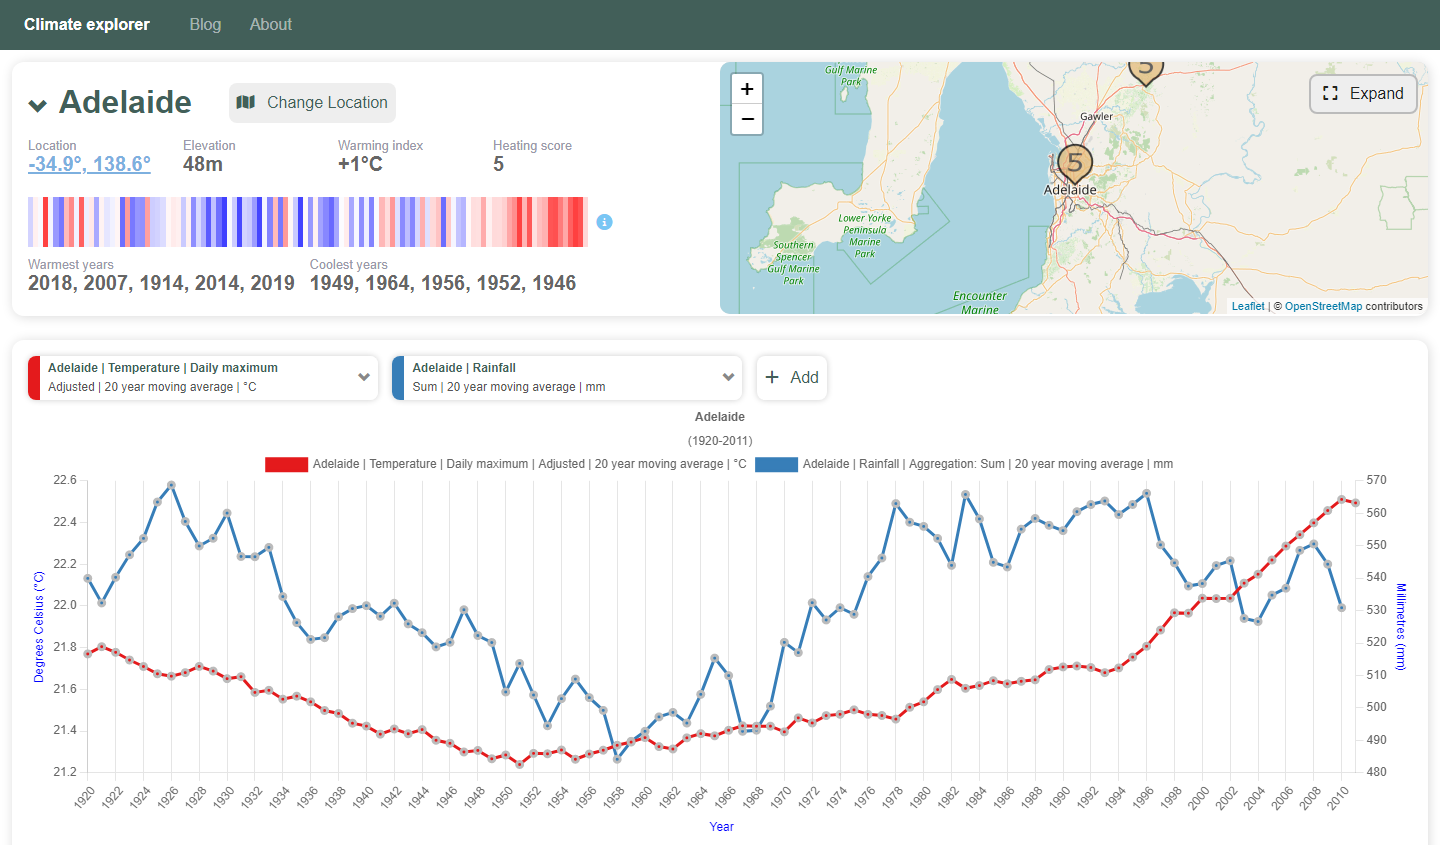 Climate explorer Blog About
Adelaide Change Location
Location Elevation Warming index Heating score
-34.9°, 138.6° 48m +1°C 5
i
Warmest years Coolest years
2018, 2007, 1914, 2014, 2019 1949, 1964, 1956, 1952, 1946
+
−
Expand
Gulf Marine
Park
5
Gawler
5
Adelaide
Lower Yorke
Peninsula
Marine
Park
Southern
Spencer
Gulf Marine
Park
Encounter
Marine
Leaflet | © OpenStreetMap contributors
Adelaide | Temperature | Daily maximum
Adjusted | 20 year moving average | °C
Adelaide | Rainfall
Sum | 20 year moving average | mm
+ Add
Adelaide
(1920-2011)
Adelaide | Temperature | Daily maximum | Adjusted | 20 year moving average | °C
Adelaide | Rainfall | Aggregation: Sum | 20 year moving average | mm
Degrees Celsius (°C)
22.6
22.4
22.2
22.0
21.8
21.6
21.4
21.2
570
560
550
540
530
520
510
500
490
480
Millimetres (mm)
1920 1922 1924 1926 1928 1930 1932 1934 1936 1938 1940 1942 1944 1946 1948 1950 1952 1954 1956 1958 1960 1962 1964 1966 1968 1970 1972 1974 1976 1978 1980 1982 1984 1986 1988 1990 1992 1994 1996 1998 2000 2002 2004 2006 2008 2010
Year